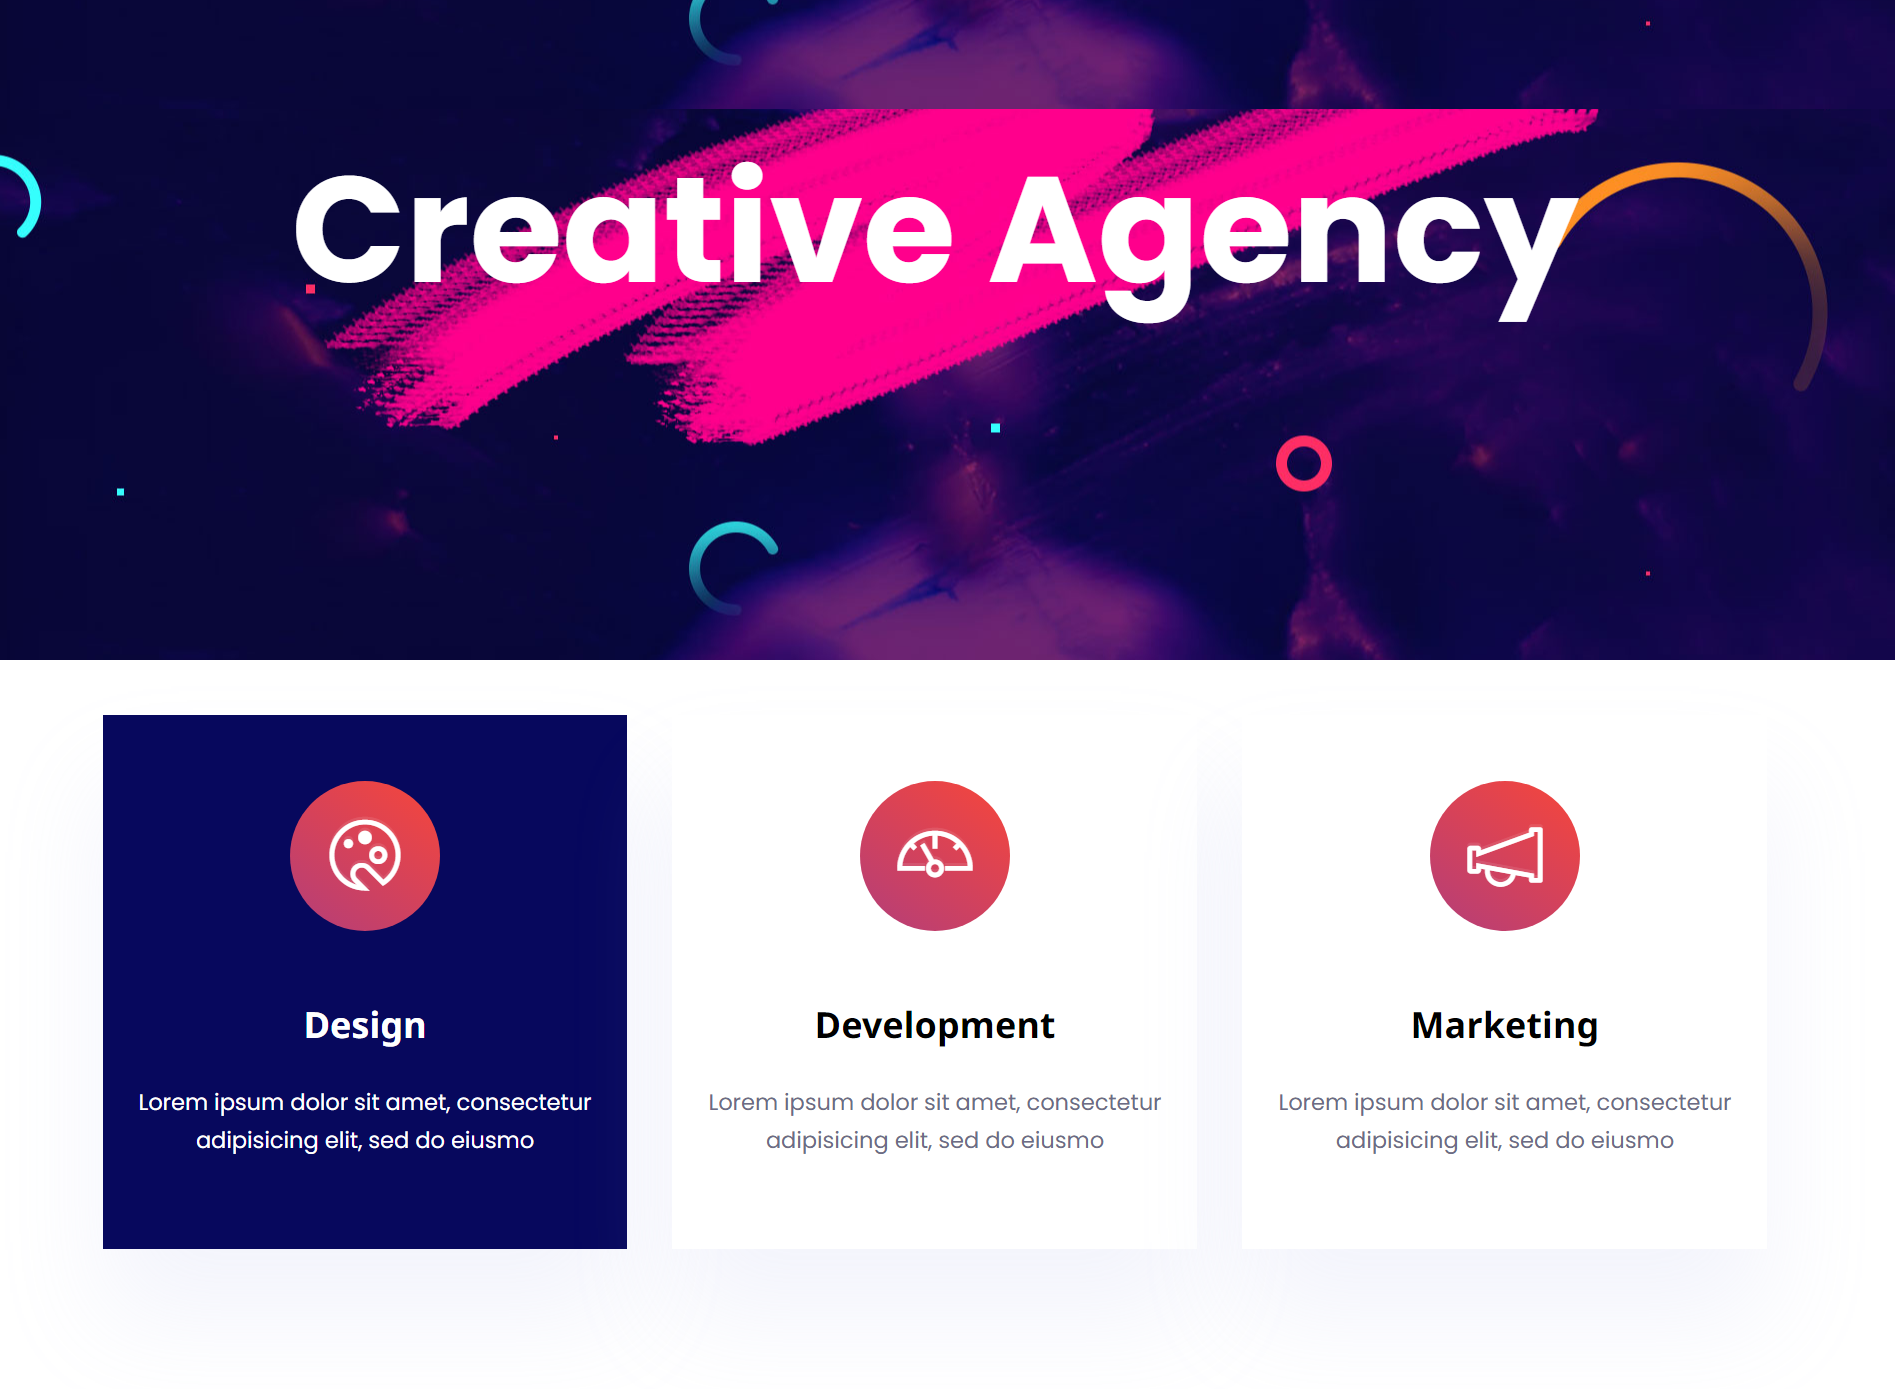 Creative Agency
Design
Lorem ipsum dolor sit amet, consectetur
adipisicing elit, sed do eiusmo
Development
Lorem ipsum dolor sit amet, consectetur
adipisicing elit, sed do eiusmo
Marketing
Lorem ipsum dolor sit amet, consectetur
adipisicing elit, sed do eiusmo